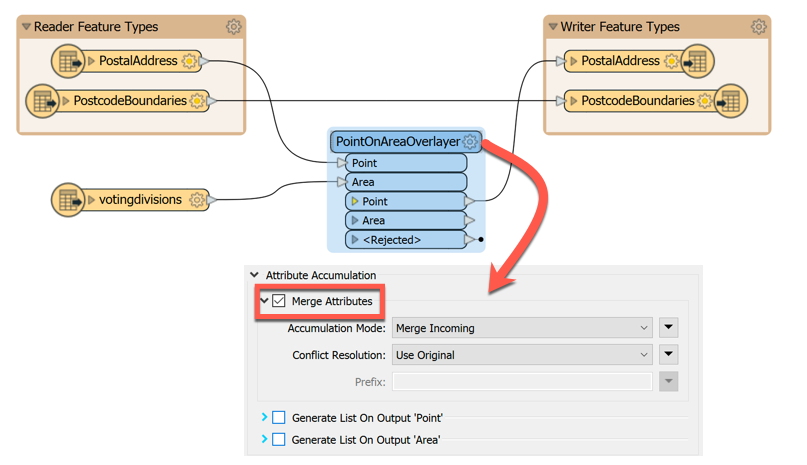 Reader Feature Types
PostalAddress
PostcodeBoundaries
votingdivisions
PointOnAreaOverlayer
Point
Area
Point
Area
<Rejected>
Writer Feature Types
PostalAddress
PostcodeBoundaries
Attribute Accumulation
Merge Attributes
Accumulation Mode: Merge Incoming
Conflict Resolution: Use Original
Prefix:
Generate List On Output 'Point'
Generate List On Output 'Area'